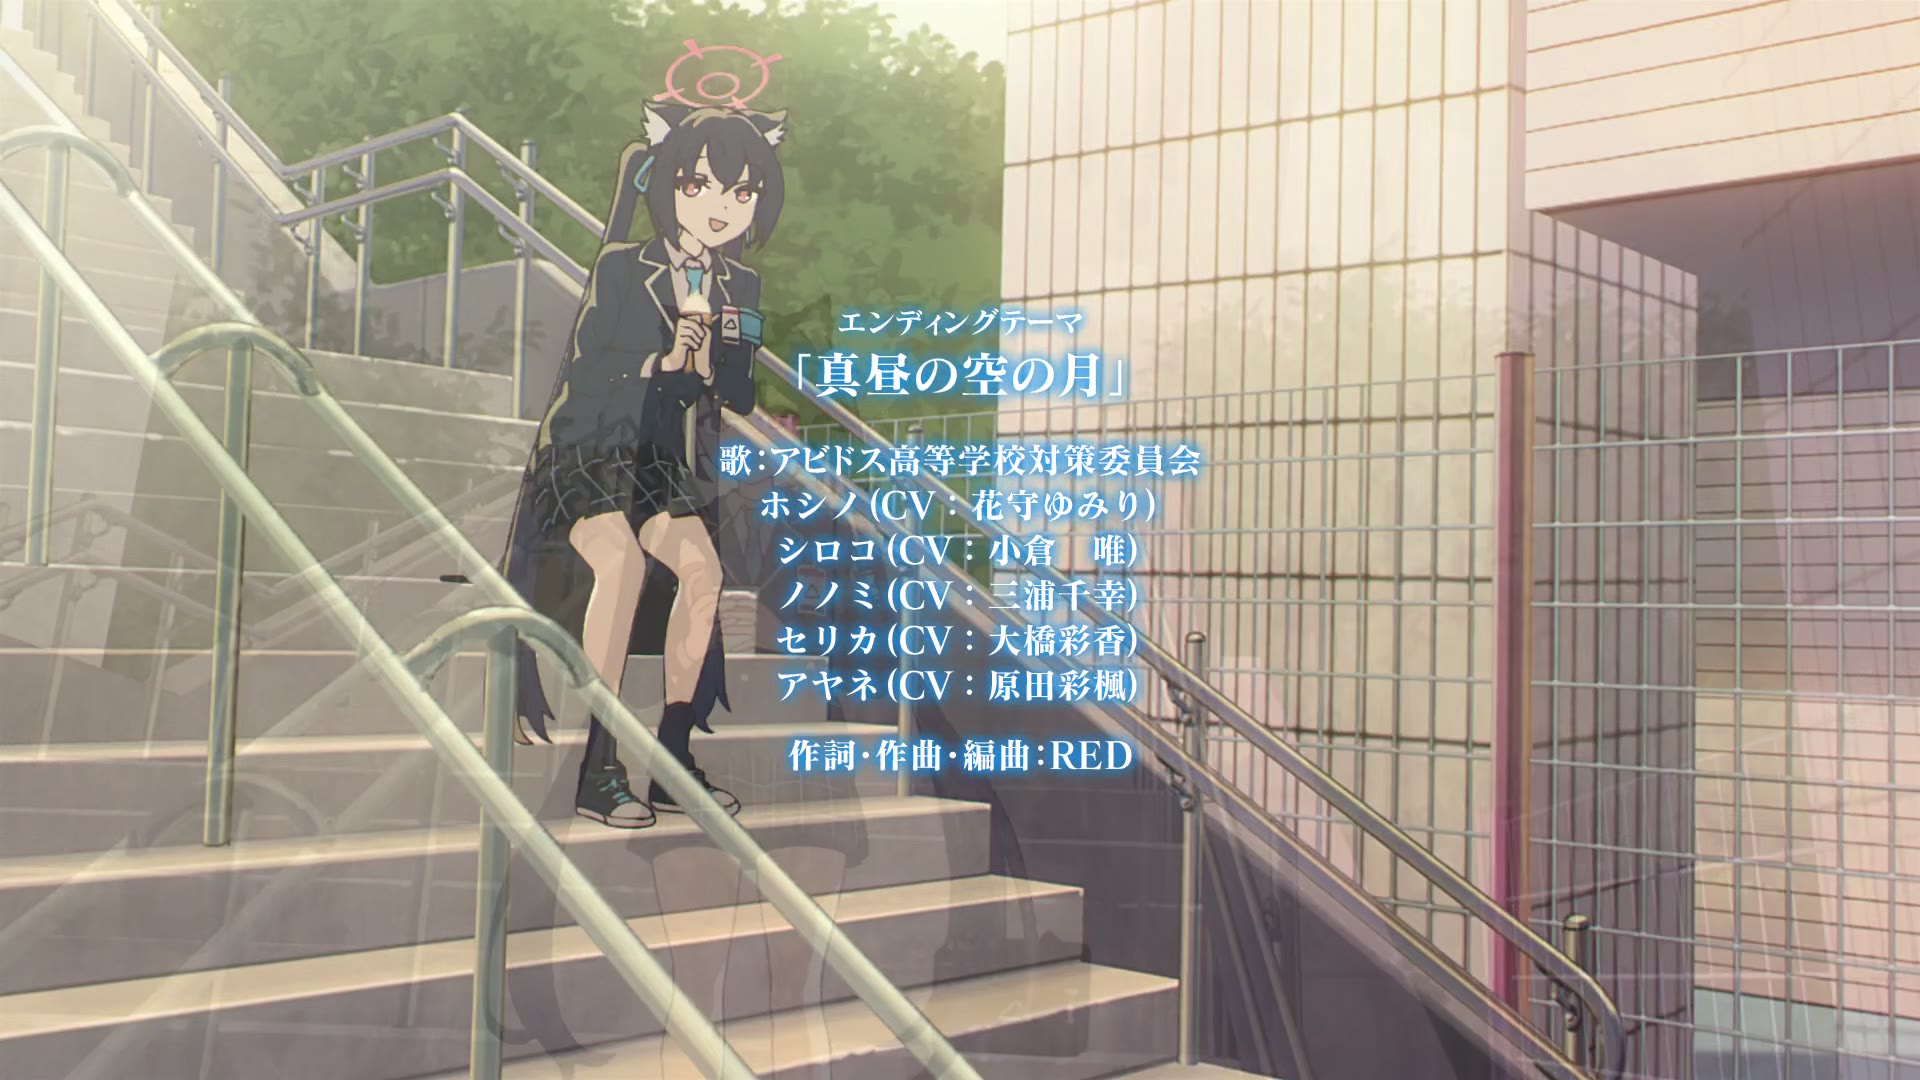 エンディングテーマ
「真昼の空の月」
歌：アビドス高等学校対策委員会
ホシノ(CV：花守ゆみり)
シロコ(CV：小倉　唯)
ノノミ(CV：三浦千幸)
セリカ(CV：大橋彩香)
アヤネ(CV：原田彩楓)
作詞・作曲・編曲：RED